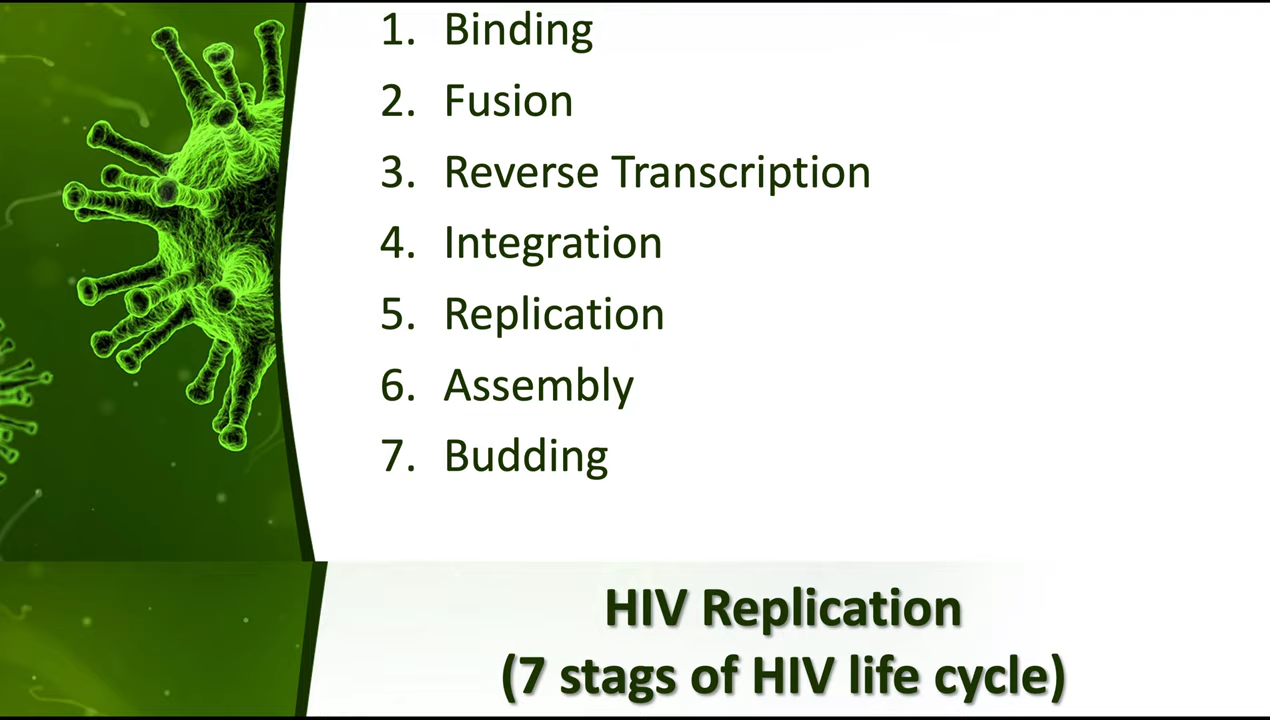 1. Binding
2. Fusion
3. Reverse Transcription
4. Integration
5. Replication
6. Assembly
7. Budding
HIV Replication
(7 stags of HIV life cycle)